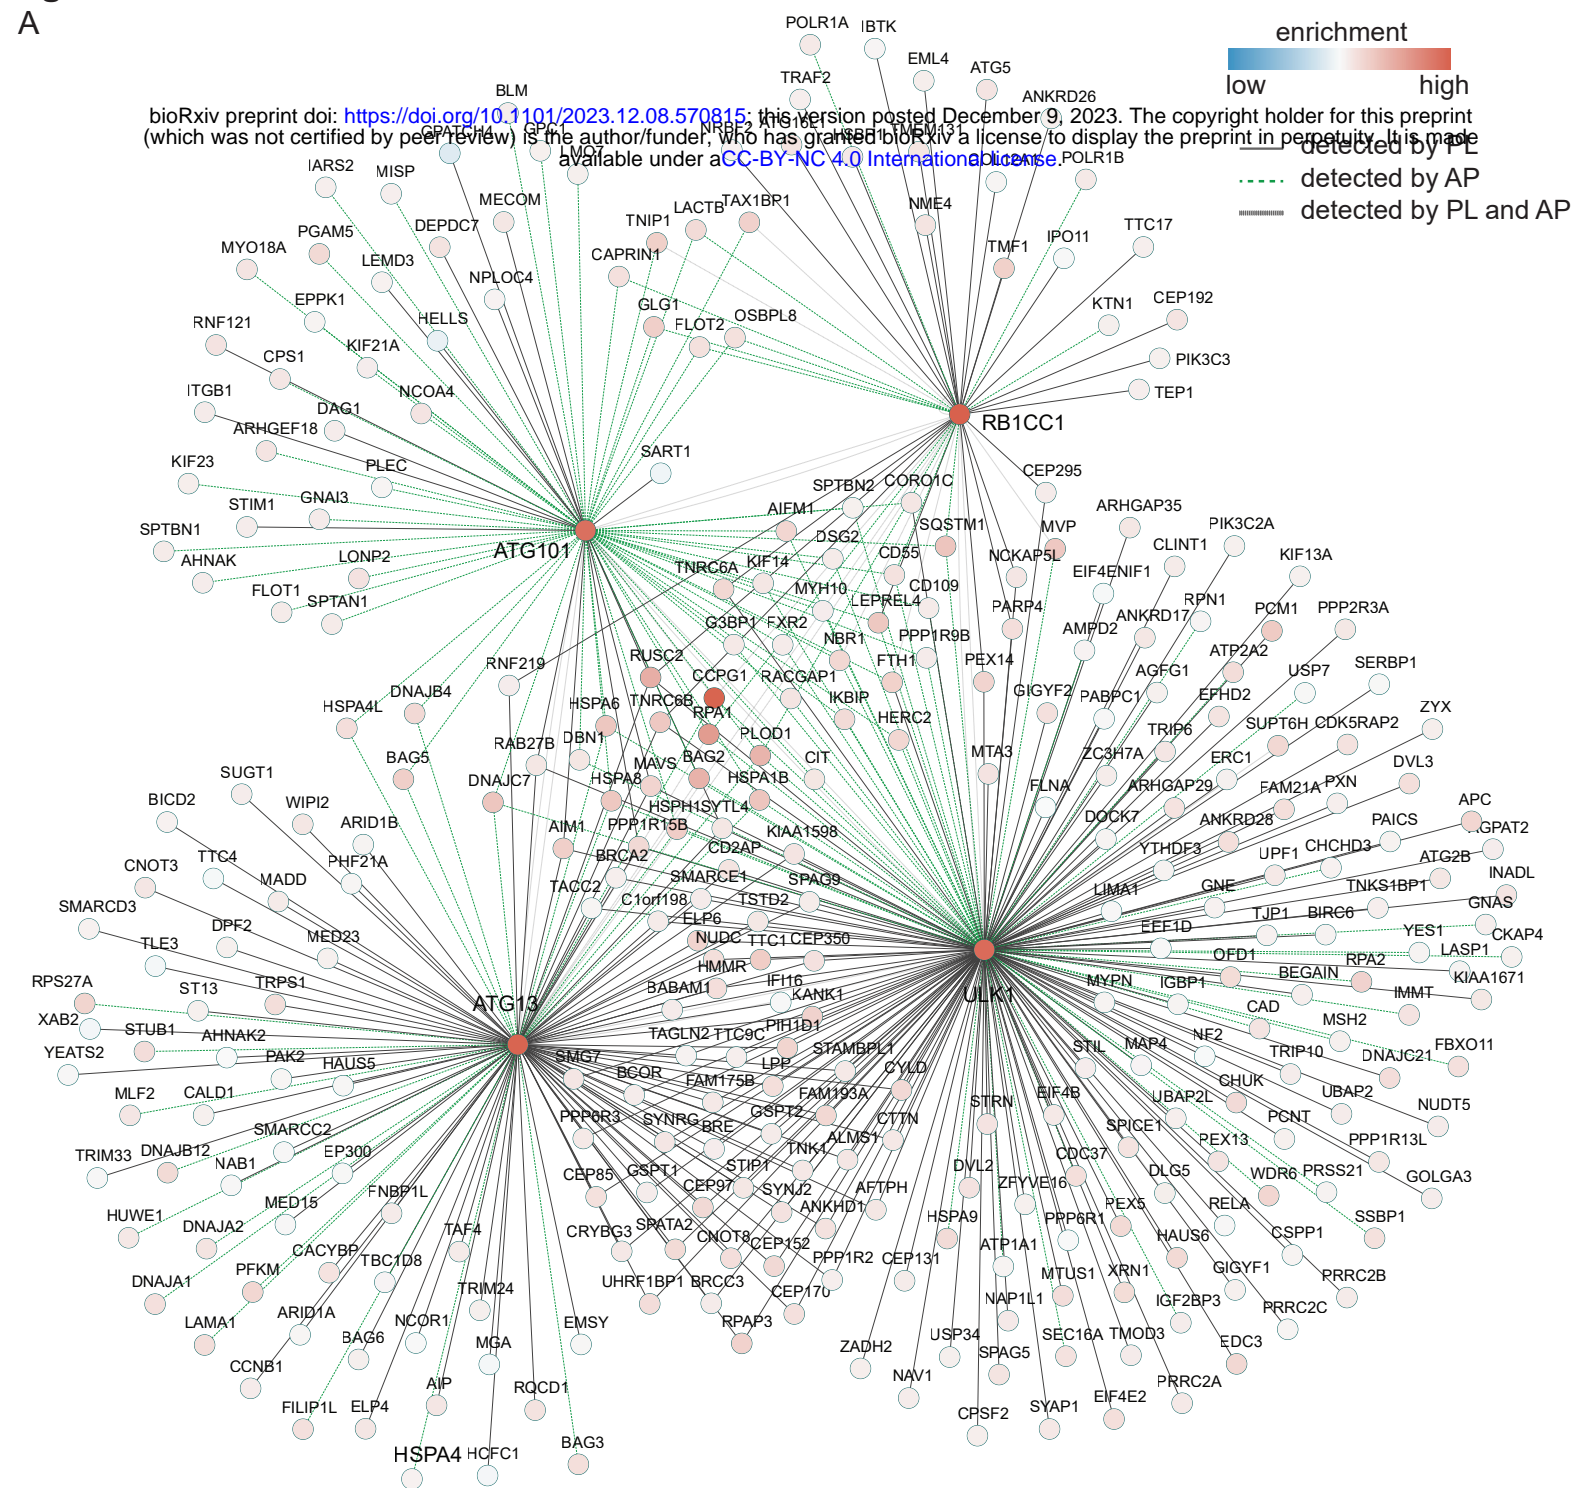 A
enrichment
low high
bioRxiv preprint doi: https://doi.org/10.1101/2023.12.08.570815; this version posted December 9, 2023. The copyright holder for this preprint
(which was not certified by peer review) is the author/funder, who has granted bioRxiv a license to display the preprint in perpetuity. It is made
available under aCC-BY-NC 4.0 International license.
detected by PL
detected by AP
detected by PL and AP
POLR1A IBTK
EML4
ATG5
TRAF2
BLM
ANKRD26
GPATCH4 GPC1 NRBF2 ATG16L1 HSBP1 TMEM131
LMO7
IARS2 MISP
COL12A1 POLR1B
MECOM
TNIP1 LACTB TAX1BP1 NME4
MYO18A PGAM5 DEPDC7
CAPRIN1 TMF1 IPO11 TTC17
LEMD3
NPLOC4
EPPK1
GLG1 FLOT2 OSBPL8
KTN1 CEP192
RNF121
HELLS
CPS1 KIF21A
PIK3C3
ITGB1 NCOA4
TEP1
DAG1
ARHGEF18
RB1CC1
KIF23 PLEC
SART1
CEP295
STIM1 GNAI3
SPTBN2 CORO1C
SPTBN1
AIFM1
ARHGAP35
ATG101
DSG2 SQSTM1 MVP
PIK3C2A
AHNAK LONP2
CD55 NCKAP5L CLINT1 KIF13A
TNRC6A KIF14
FLOT1 SPTAN1
MYH10 CD109 EIF4ENIF1
LEPREL4 PARP4 ANKRD17 RPN1 PCM1 PPP2R3A
G3BP1 FXR2
NBR1 PPP1R9B AMPD2
RNF219 RUSC2
FTH1 PEX14 AGFG1 ATP2A2 USP7 SERBP1
CCPG1 RACGAP1
HSPA4L DNAJB4
HSPA6 TNRC6B IKBIP GIGYF2 PABPC1 EFHD2
RPA1 HERC2
ZYX
RAB27B DBN1 PLOD1
TRIP6 SUPT6H CDK5RAP2
BAG5
MAVS BAG2 CIT MTA3 ZC3H7A ERC1
SUGT1
DNAJC7 HSPA8 HSPA1B
FLNA ARHGAP29 FAM21A PXN DVL3
BICD2 WIPI2
HSPH1 SYTL4
APC
ARID1B
AIM1 PPP1R15B KIAA1598
DOCK7 ANKRD28 PAICS AGPAT2
CNOT3 TTC4 PHF21A
BRCA2 CD2AP
YTHDF3 UPF1 CHCHD3 ATG2B
MADD
TACC2 SMARCE1 SPAG9
LIMA1 GNE TNKS1BP1 INADL
SMARCD3
C1orf198 TSTD2
GNAS
DPF2
ELP6
TJP1 BIRC6
TLE3 MED23
NUDC TTC1 CEP350
EEF1D YES1 CKAP4
LASP1
RPS27A TRPS1
HMMR
OFD1 BEGAIN RPA2 KIAA1671
ST13 ATG13
BABAM1 IFI16 KANK1
ULK1 MYPN IGBP1 IMMT
XAB2 STUB1
PIH1D1
CAD MSH2
AHNAK2
TAGLN2 TTC9C
NF2
YEATS2 PAK2 HAUS5 SMG7
LPP STAMBPL1 CYLD
STIL MAP4 TRIP10 DNAJC21 FBXO11
BCOR FAM175B
MLF2 CALD1
FAM193A
STRN EIF4B UBAP2L CHUK UBAP2
PPP6R3 SYNRG BRE GSPT2 CTTN
PCNT NUDT5
SMARCC2
ALMS1
SPICE1
TRIM33 DNAJB12 NAB1 EP300
TNK1
PEX13 PPP1R13L
CEP85 GSPT1 STIP1
DVL2 CDC37
DLG5 WDR6 PRSS21
CEP97 SYNJ2 AFTPH
ZFYVE16
GOLGA3
FNBP1L
HUWE1 MED15
ANKHD1
HSPA9 PPP6R1 PEX5 RELA
SSBP1
DNAJA2 TAF4
CRYBG3 SPATA2 CNOT8
CSPP1
CACYBP TBC1D8
CEP152 PPP1R2 CEP131
ATP1A1 HAUS6
PFKM
MTUS1 XRN1 GIGYF1
DNAJA1
UHRF1BP1 BRCC3
PRRC2B
TRIM24
CEP170
NAP1L1 IGF2BP3
LAMA1 ARID1A NCOR1
RPAP3
PRRC2C
EMSY
USP34 SEC16A TMOD3
BAG6 MGA
ZADH2 SPAG5
EDC3
CCNB1
NAV1
AIP RQCD1
PRRC2A
FILIP1L ELP4
CPSF2 SYAP1 EIF4E2
HSPA4 HCFC1 BAG3